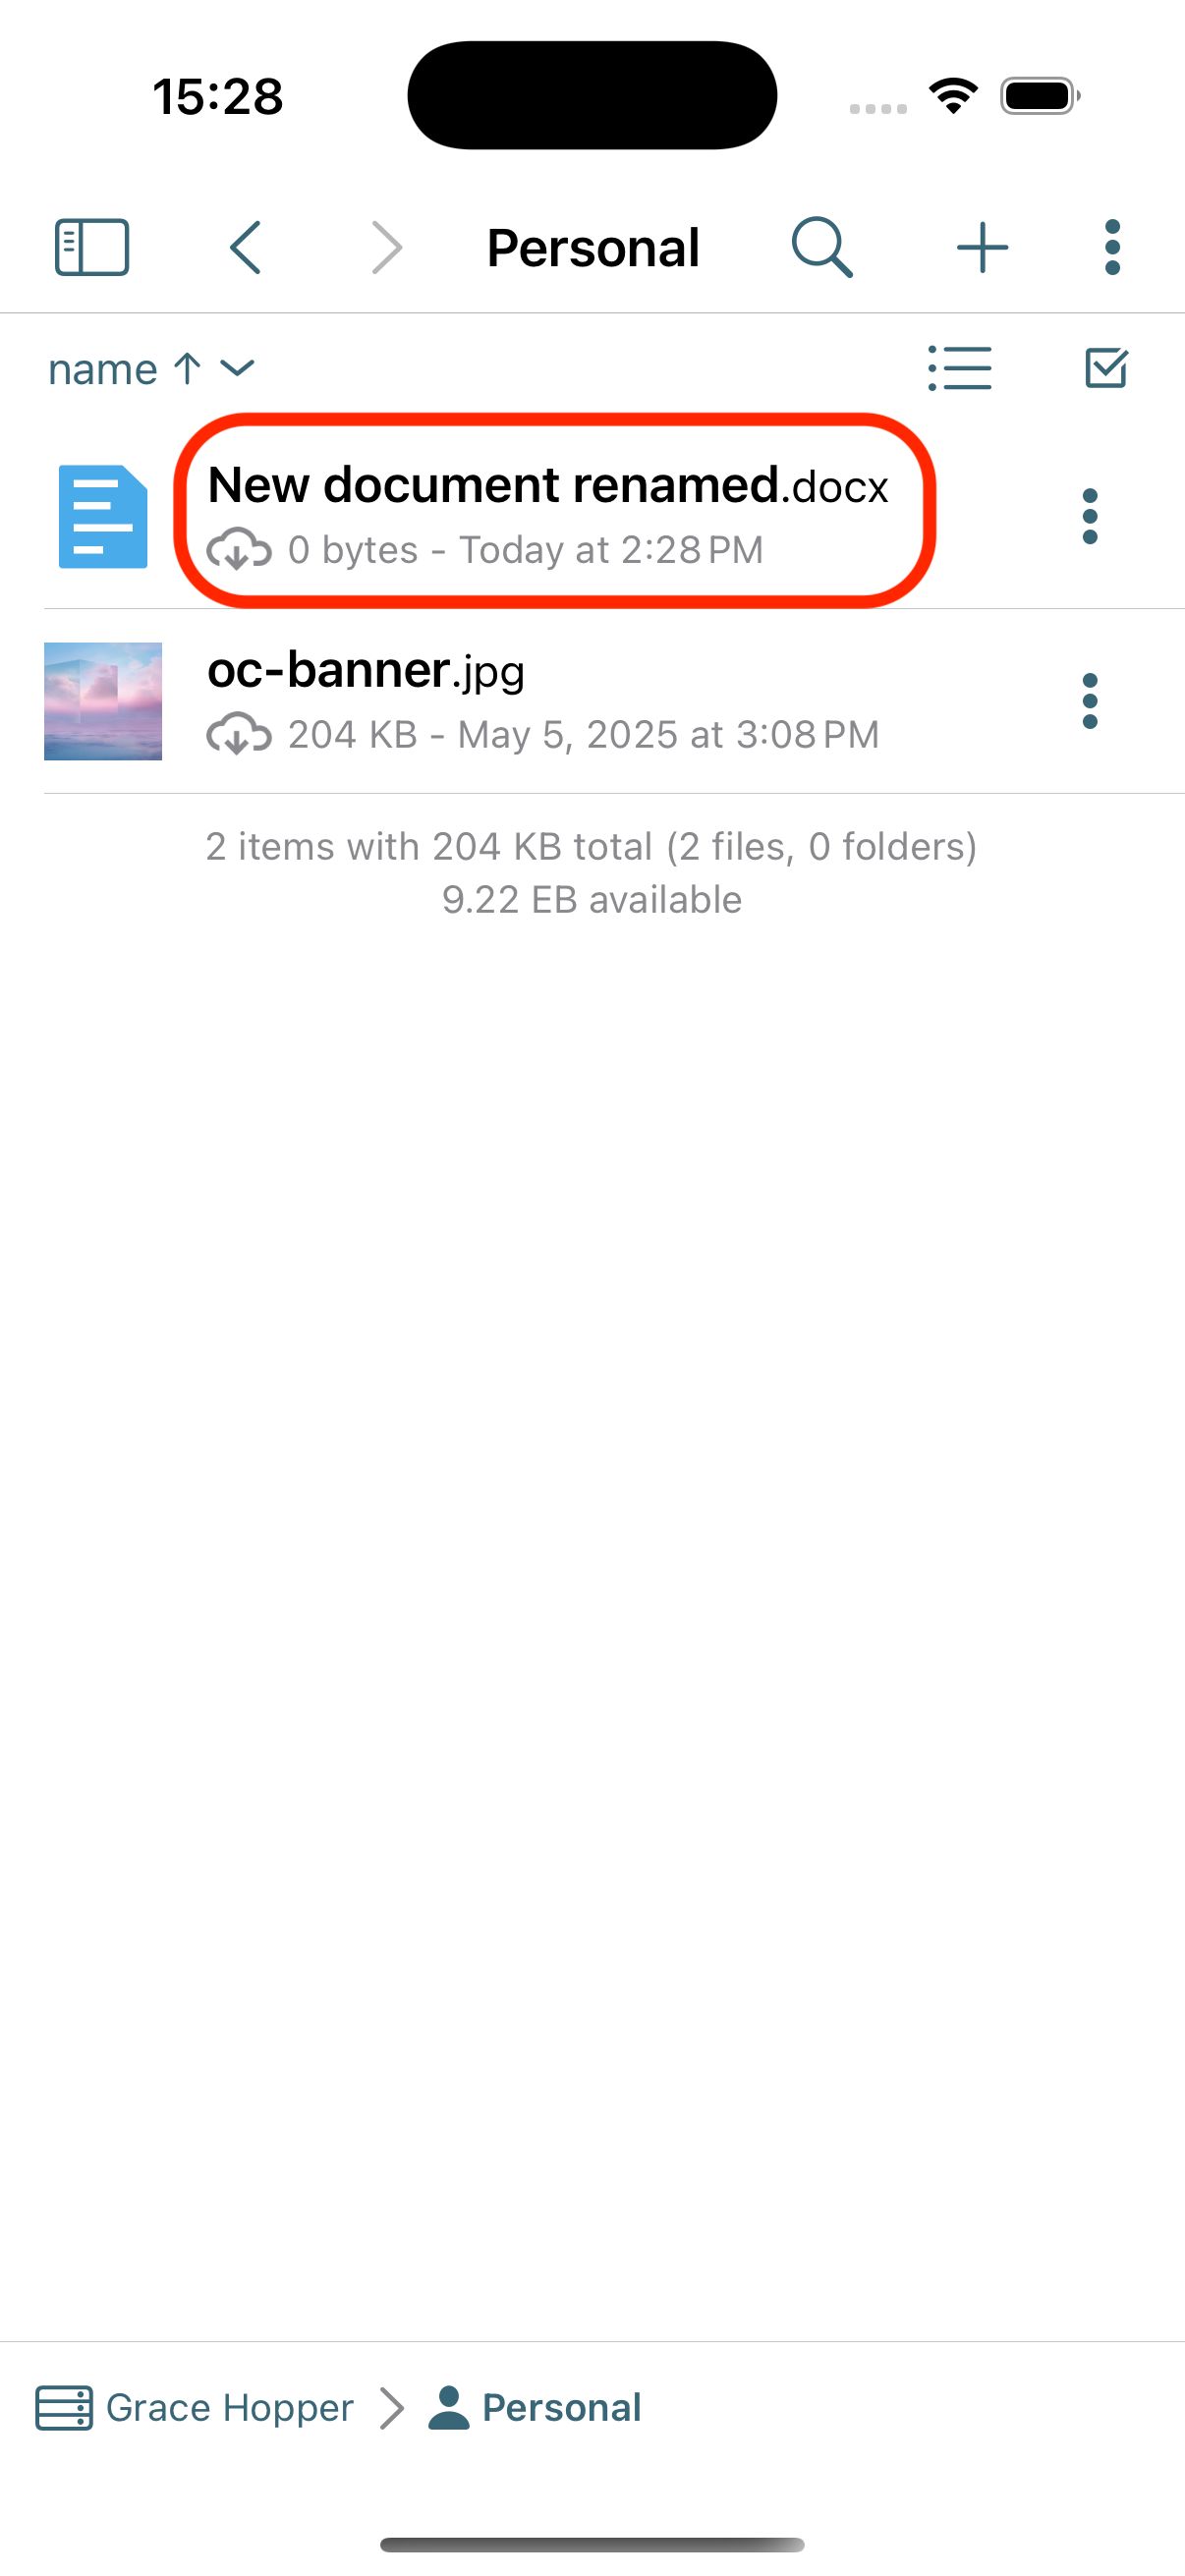 15:28
Personal
name
New document renamed.docx
0 bytes - Today at 2:28 PM
oc-banner.jpg
204 KB - May 5, 2025 at 3:08 PM
2 items with 204 KB total (2 files, 0 folders)
9.22 EB available
Grace Hopper Personal